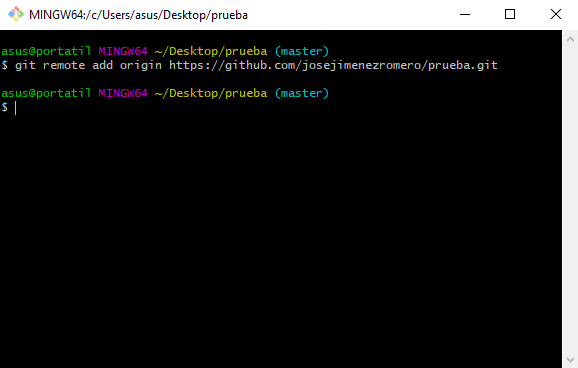 MINGW64:/c/Users/asus/Desktop/prueba
asus@portatil MINGW64 ~/Desktop/prueba (master)
$ git remote add origin https://github.com/josejimenezromero/prueba.git
asus@portatil MINGW64 ~/Desktop/prueba (master)
$